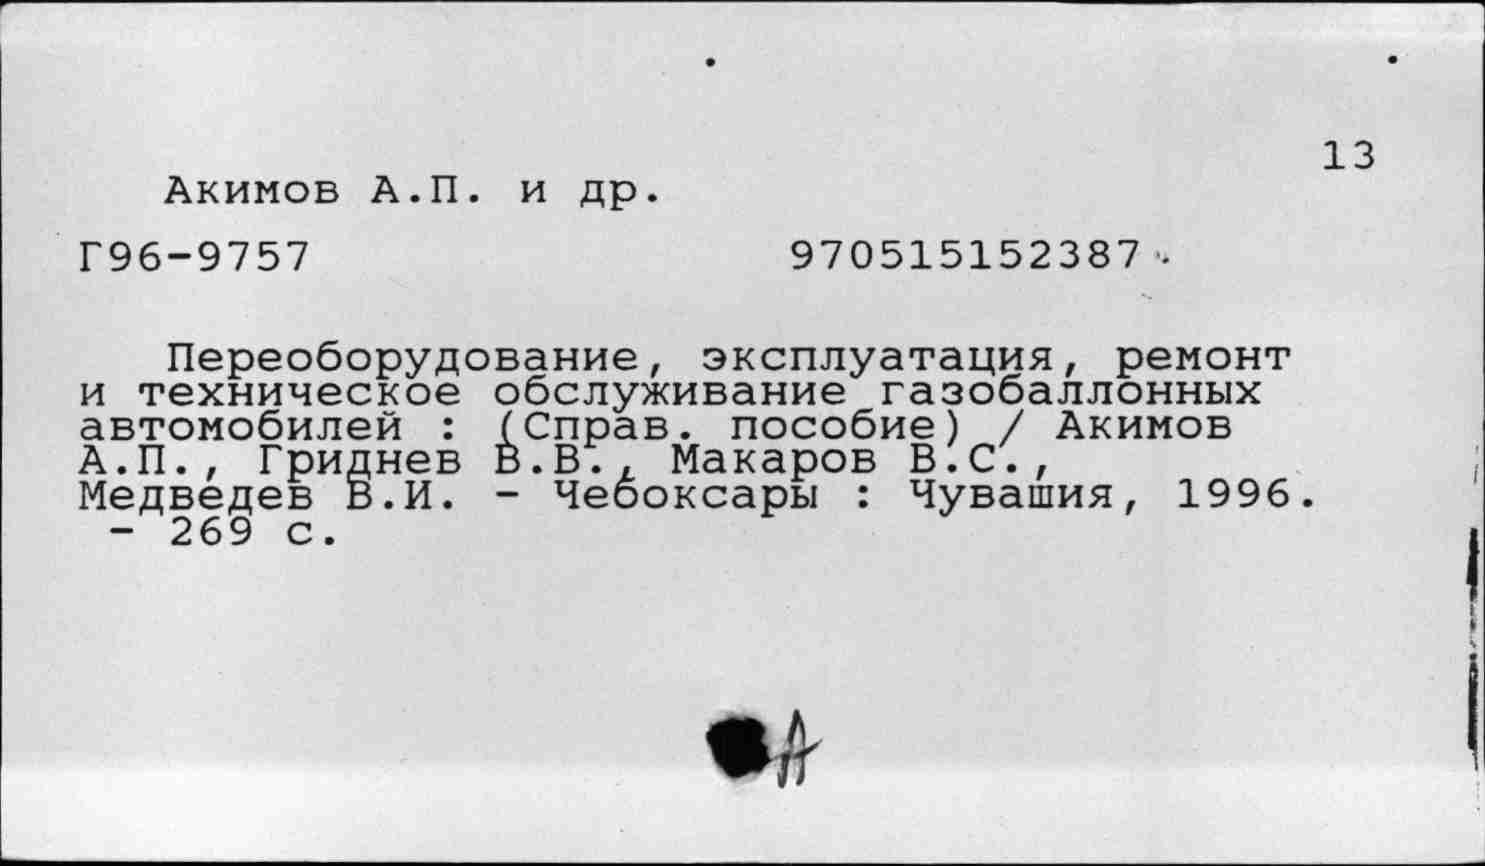 13
Акимов А.П. и др.
Г96-9757 970515152387
Переоборудование, эксплуатация, ремонт
и техническое обслуживание газобаллонных
автомобилей : (Справ. пособие) / Акимов
А.П., Гриднев В.В., Макаров В.С.,
Медведев В.И. - Чебоксары : Чувашия, 1996.
- 269 с.
А